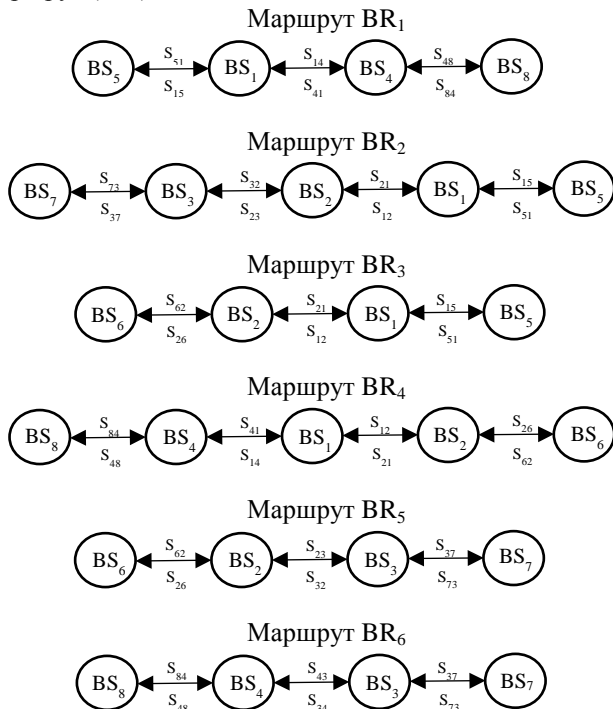 Маршрут BR₁
S₅₁ S₁₄ S₄₈
BS₅ BS₁ BS₄ BS₈
S₁₅ S₄₁ S₈₄
Маршрут BR₂
S₇₃ S₃₂ S₂₁ S₁₅
BS₇ BS₃ BS₂ BS₁ BS₅
S₃₇ S₂₃ S₁₂ S₅₁
Маршрут BR₃
S₆₂ S₂₁ S₁₅
BS₆ BS₂ BS₁ BS₅
S₂₆ S₁₂ S₅₁
Маршрут BR₄
S₈₄ S₄₁ S₁₂ S₂₆
BS₈ BS₄ BS₁ BS₂ BS₆
S₄₈ S₁₄ S₂₁ S₆₂
Маршрут BR₅
S₆₂ S₂₃ S₃₇
BS₆ BS₂ BS₃ BS₇
S₂₆ S₃₂ S₇₃
Маршрут BR₆
S₈₄ S₄₃ S₃₇
BS₈ BS₄ BS₃ BS₇
S₄₈ S₃₄ S₇₃